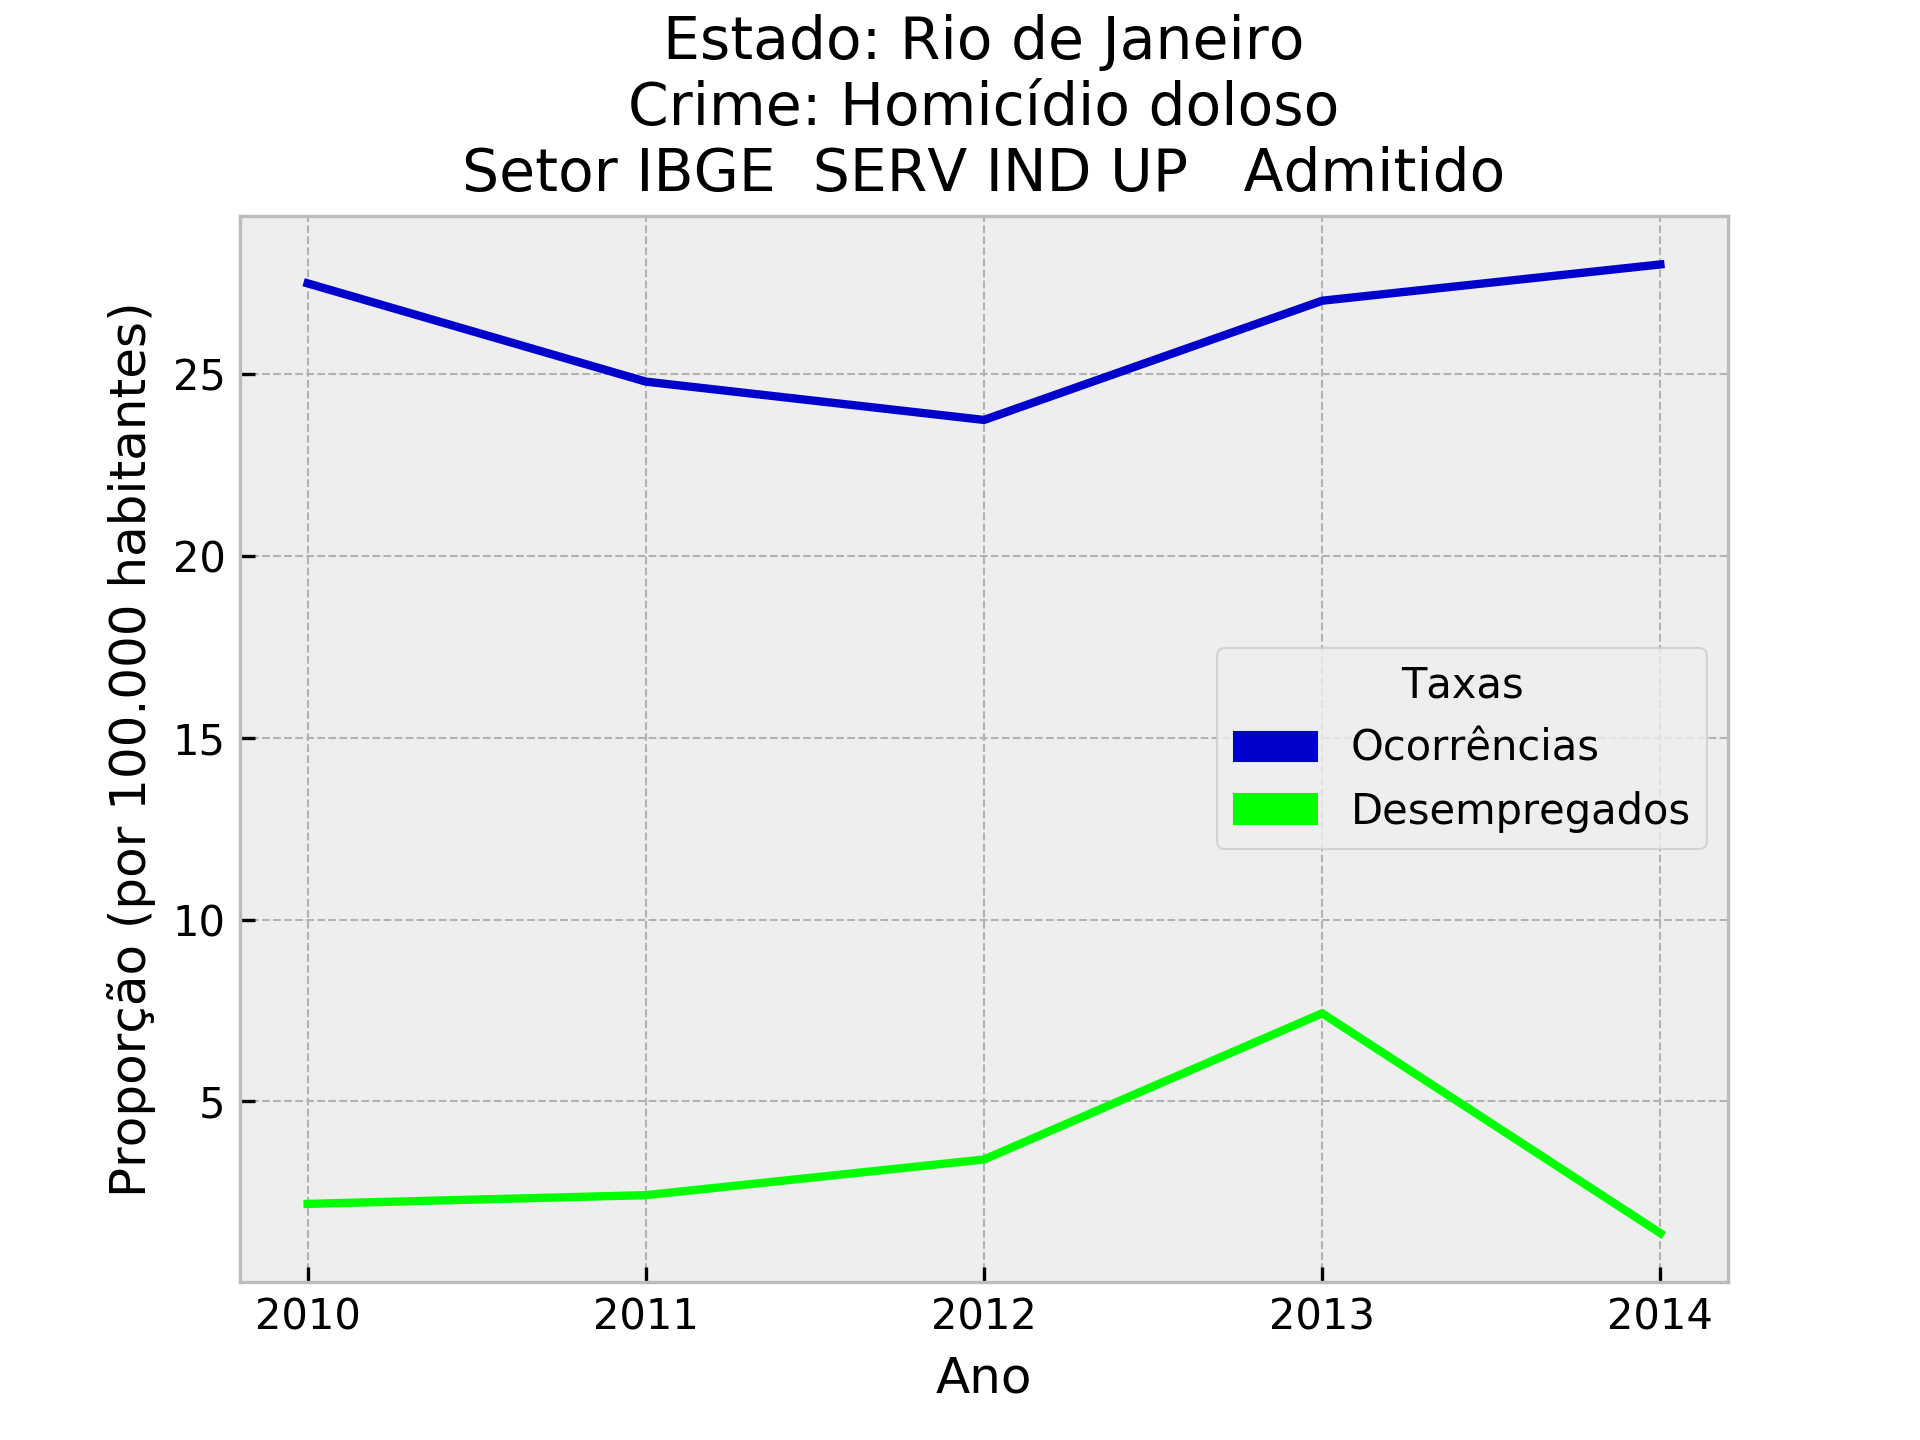 Estado: Rio de Janeiro
Crime: Homicídio doloso
Setor IBGE  SERV IND UP   Admitido
Proporção (por 100.000 habitantes)
25
20
15
10
5
Taxas
Ocorrências
Desempregados
2010 2011 2012 2013 2014
Ano